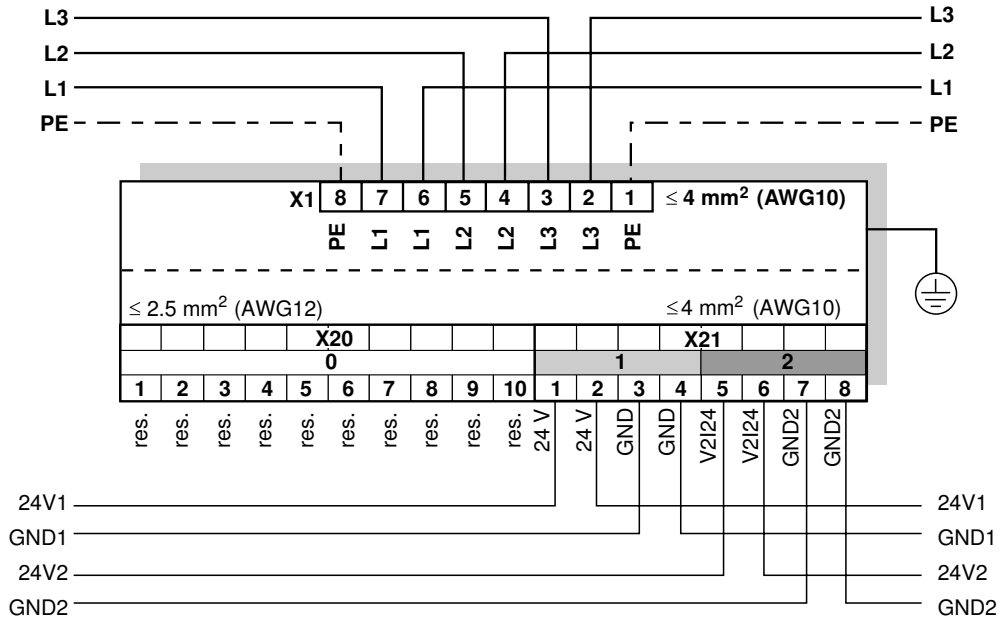 L3 L3
L2 L2
L1 L1
PE PE
X1 8 7 6 5 4 3 2 1 ≤ 4 mm² (AWG10)
PE L1 L1 L2 L2 L3 L3 PE
≤ 2.5 mm² (AWG12) ≤4 mm² (AWG10)
X20 X21
0 1 2
1 2 3 4 5 6 7 8 9 10 1 2 3 4 5 6 7 8
res. res. res. res. res. res. res. res. res. res. 24 V 24 V GND GND V2I24 V2I24 GND2 GND2
24V1 24V1
GND1 GND1
24V2 24V2
GND2 GND2